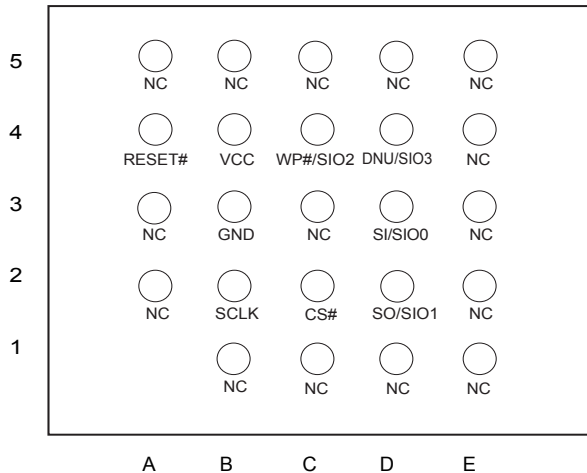 5
NC NC NC NC NC
4
RESET# VCC WP#/SIO2 DNU/SIO3 NC
3
NC GND NC SI/SIO0 NC
2
NC SCLK CS# SO/SIO1 NC
1
NC NC NC NC
A B C D E